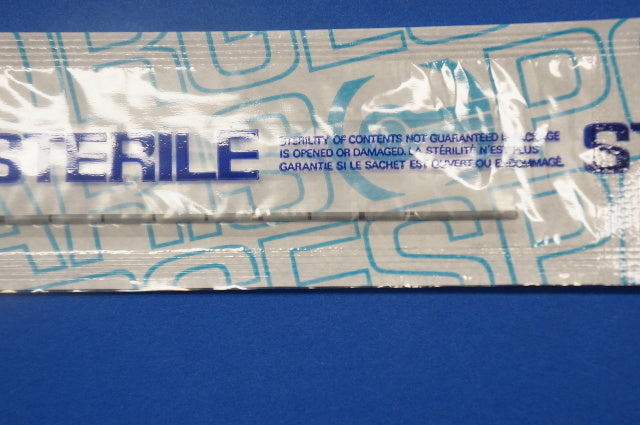 STERILE
STERILITY OF CONTENTS NOT GUARANTEED IF PACKAGE
IS OPENED OR DAMAGED. LA STÉRILITÉ N'EST PLUS
GARANTIE SI LE SACHET EST OUVERT OU ENDOMMAGÉ.
ST